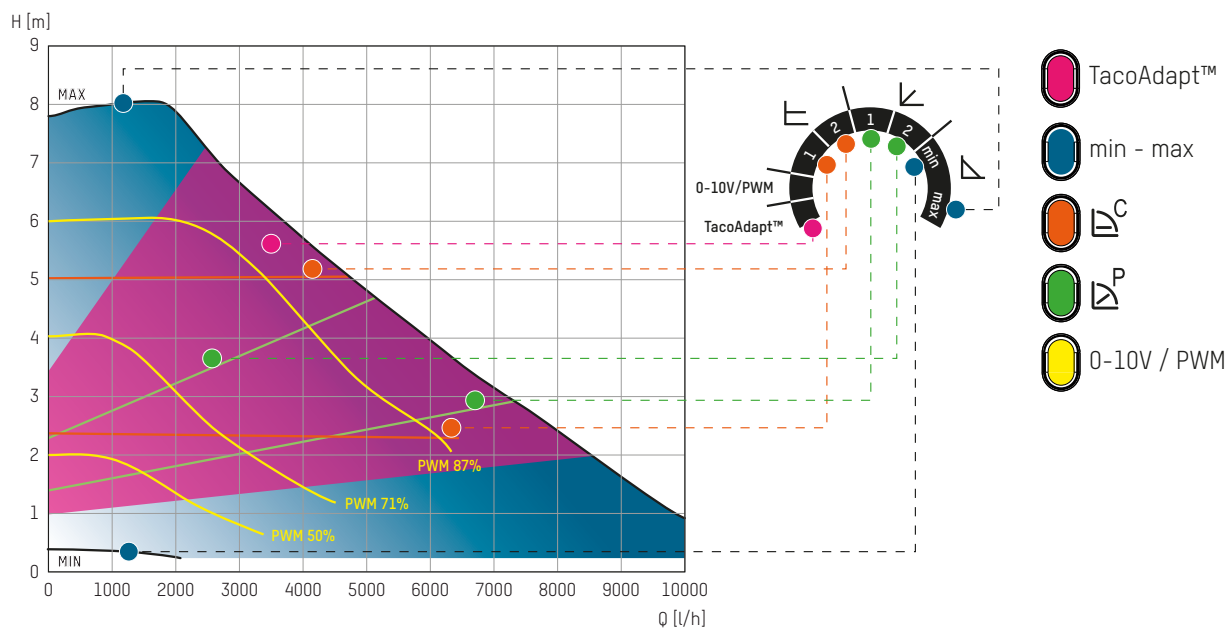 H [m]
9
8
7
6
5
4
3
2
1
0
MAX
MIN
PWM 87%
PWM 71%
PWM 50%
0
1000
2000
3000
4000
5000
6000
7000
8000
9000
10000
Q [l/h]
TacoAdapt™
0-10V/PWM
1
2
1
2
min
max
TacoAdapt™
min - max
C
P
0-10V / PWM